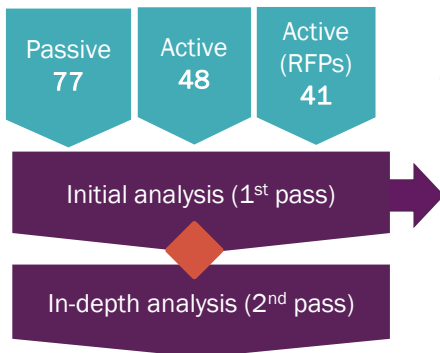 Passive
77
Active
48
Active
(RFPs)
41
Initial analysis (1st pass)
In-depth analysis (2nd pass)